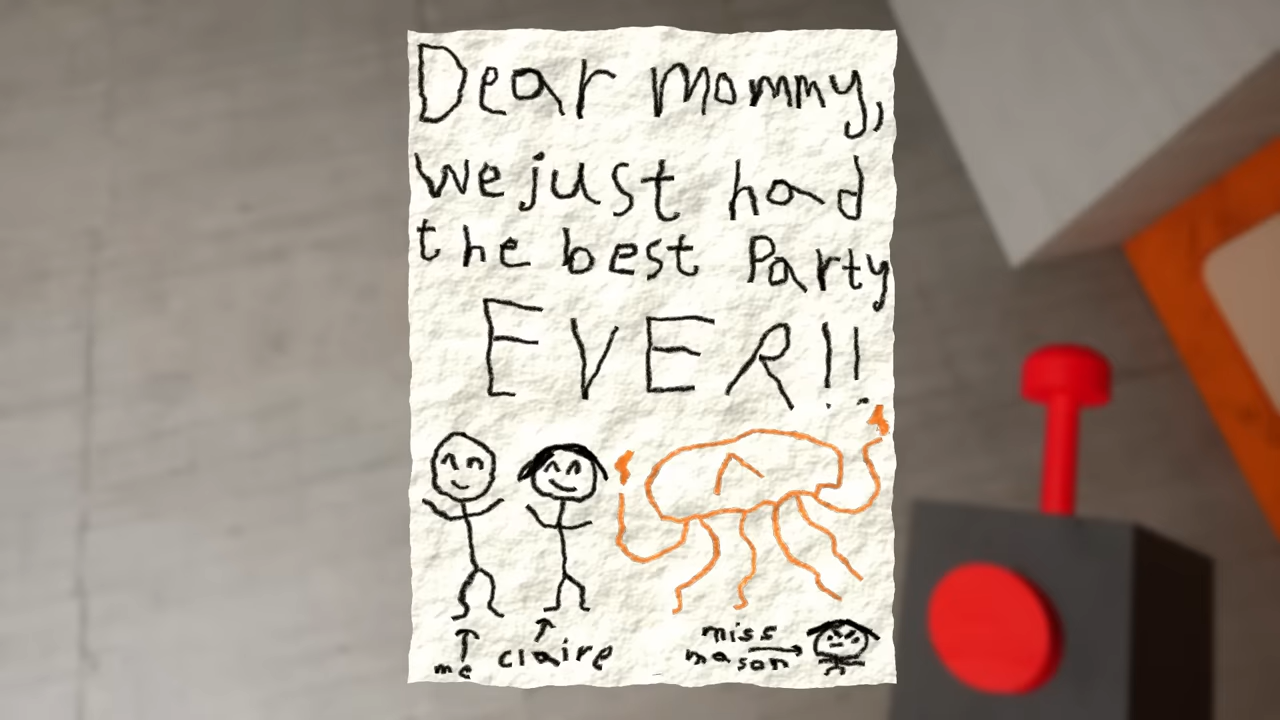 Dear mommy,
we just had
the best Party
EVER!!
me
claire
miss
mason